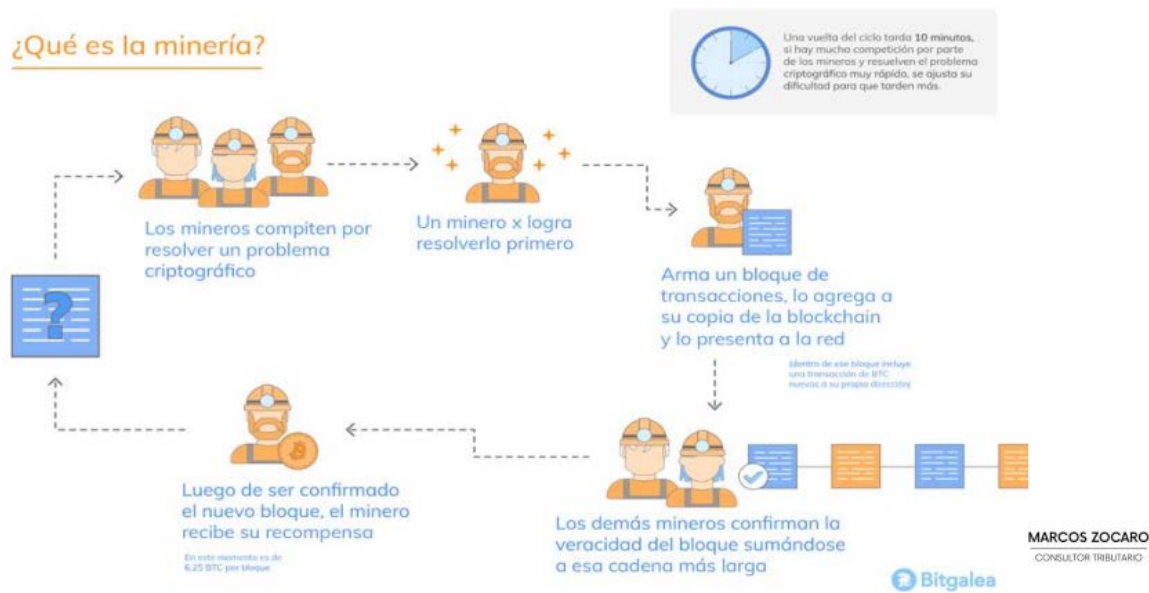 ¿Qué es la minería?
Una vuelta del ciclo tarda 10 minutos,
si hay mucha competición por parte
de los mineros y resuelven el problema
criptográfico muy rápido, se ajusta su
dificultad para que tarden más.
Los mineros compiten por
resolver un problema
criptográfico
Un minero x logra
resolverlo primero
Arma un bloque de
transacciones, lo agrega a
su copia de la blockchain
y lo presenta a la red
(dentro de ese bloque incluye
una transacción de BTC
nuevos a su propia dirección)
?
Luego de ser confirmado
el nuevo bloque, el minero
recibe su recompensa
En este momento es de
6,25 BTC por bloque
Los demás mineros confirman la
veracidad del bloque sumándose
a esa cadena más larga
MARCOS ZOCARO
CONSULTOR TRIBUTARIO
Bitgalea